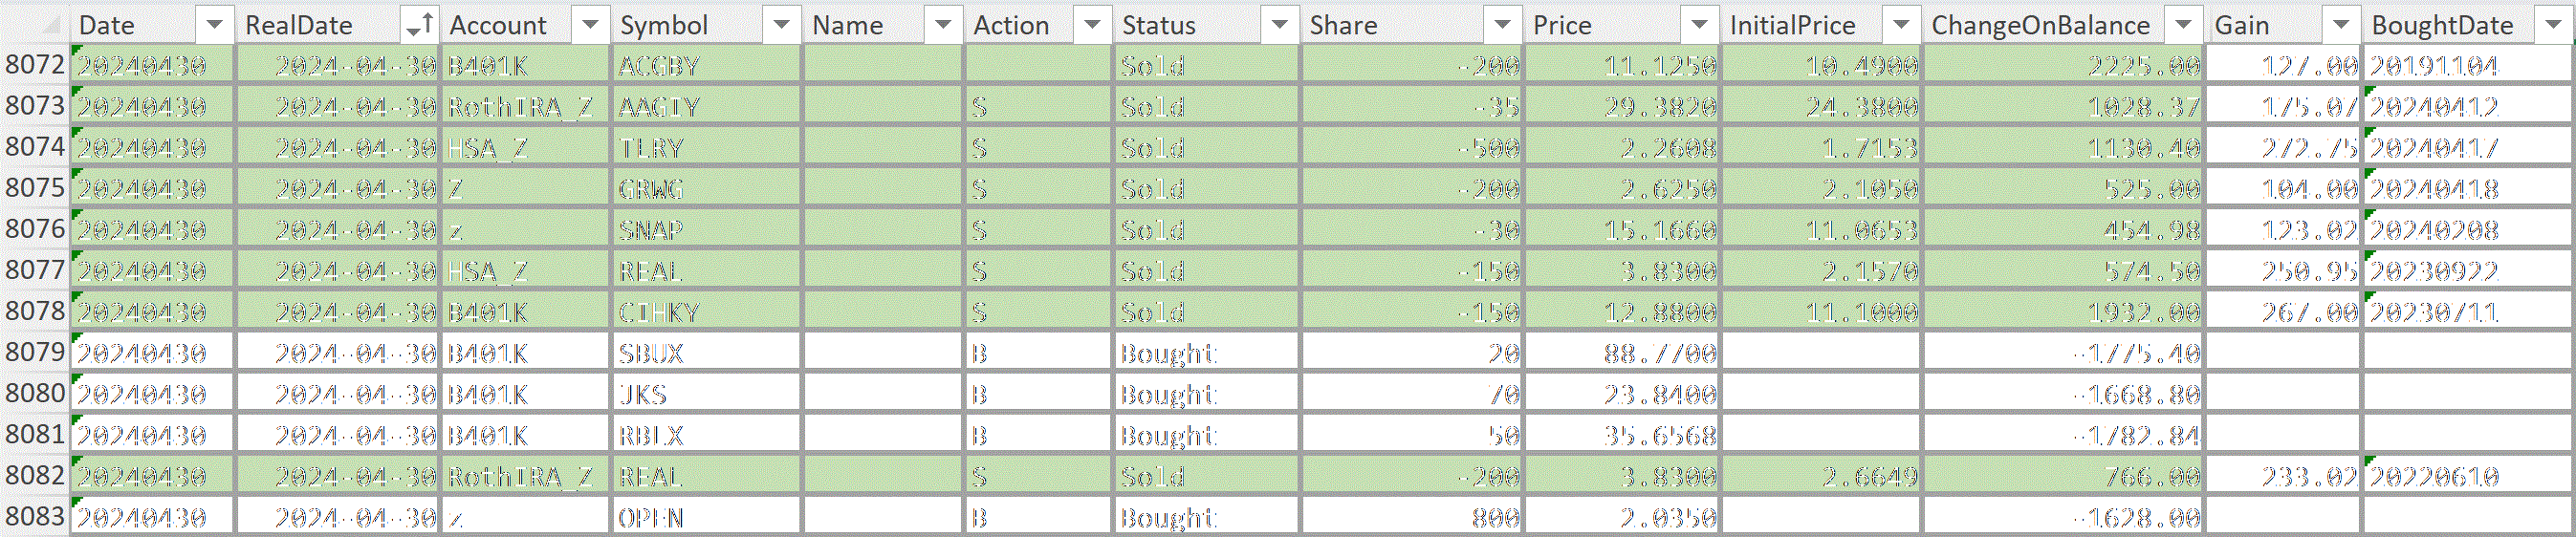 Date RealDate Account Symbol Name Action Status Share Price InitialPrice ChangeOnBalance Gain BoughtDate
8072 20240430 2024-04-30 B401K ACGBY Sold -200 11.1250 10.4900 2225.00 127.00 20191104
8073 20240430 2024-04-30 RothIRA_Z AAGIY S Sold -35 29.3820 24.3800 1028.37 175.07 20240412
8074 20240430 2024-04-30 HSA_Z TLRY S Sold -500 2.2608 1.7153 1130.40 272.75 20240417
8075 20240430 2024-04-30 Z GRWG S Sold -200 2.6250 2.1050 525.00 104.00 20240418
8076 20240430 2024-04-30 z SNAP S Sold -30 15.1660 11.0653 454.98 123.02 20240208
8077 20240430 2024-04-30 HSA_Z REAL S Sold -150 3.8300 2.1570 574.50 250.95 20230922
8078 20240430 2024-04-30 B401K CIHKY S Sold -150 12.8800 11.1000 1932.00 267.00 20230711
8079 20240430 2024-04-30 B401K SBUX B Bought 20 88.7700 -1775.40
8080 20240430 2024-04-30 B401K JKS B Bought 70 23.8400 -1668.80
8081 20240430 2024-04-30 B401K RBLX B Bought 50 35.6568 -1782.84
8082 20240430 2024-04-30 RothIRA_Z REAL S Sold -200 3.8300 2.6649 766.00 233.02 20220610
8083 20240430 2024-04-30 z OPEN B Bought 800 2.0350 -1628.00